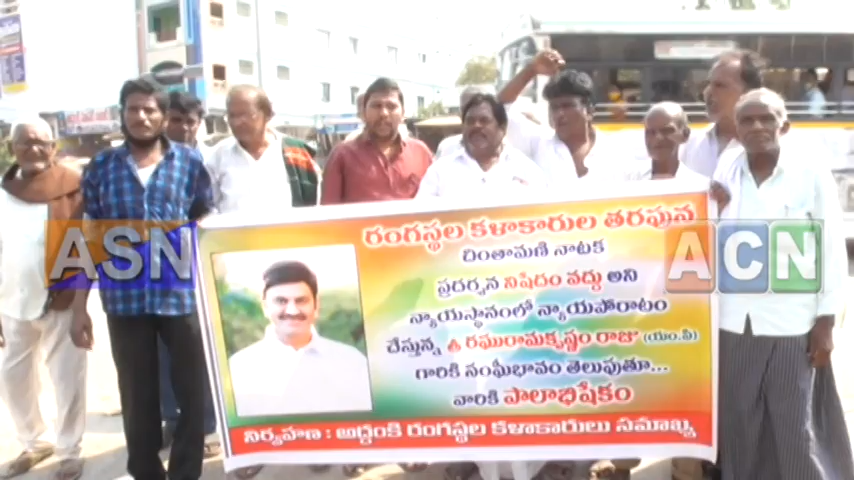 రంగస్థల కళాకారుల తరఫున
చింతామణి నాటక
ప్రదర్శన నిషేదం వద్దు అని
న్యాయస్థానంలో న్యాయపోరాటం
చేస్తున్న శ్రీ రఘురామకృష్ణం రాజు (యం.పి)
గారికి సంఘీభావం తెలుపుతూ...
వారికి పాలాభిషేకం
నిర్వహణ : అద్దంకి రంగస్థల కళాకారులు సమాఖ్య
ASN
ACN